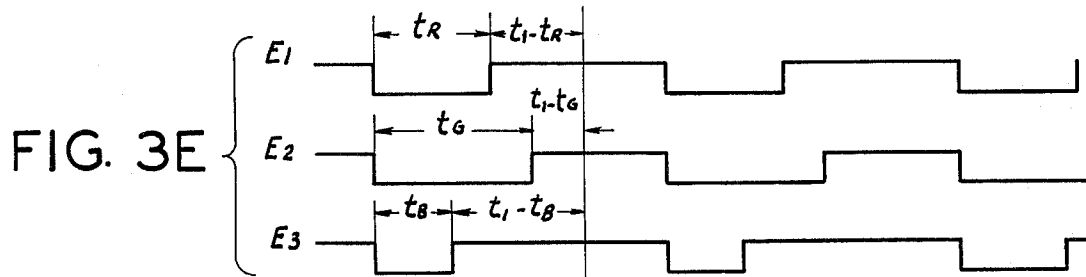 FIG. 3E
E1
tR
t1-tR
E2
tG
t1-tG
E3
tB
t1-tB